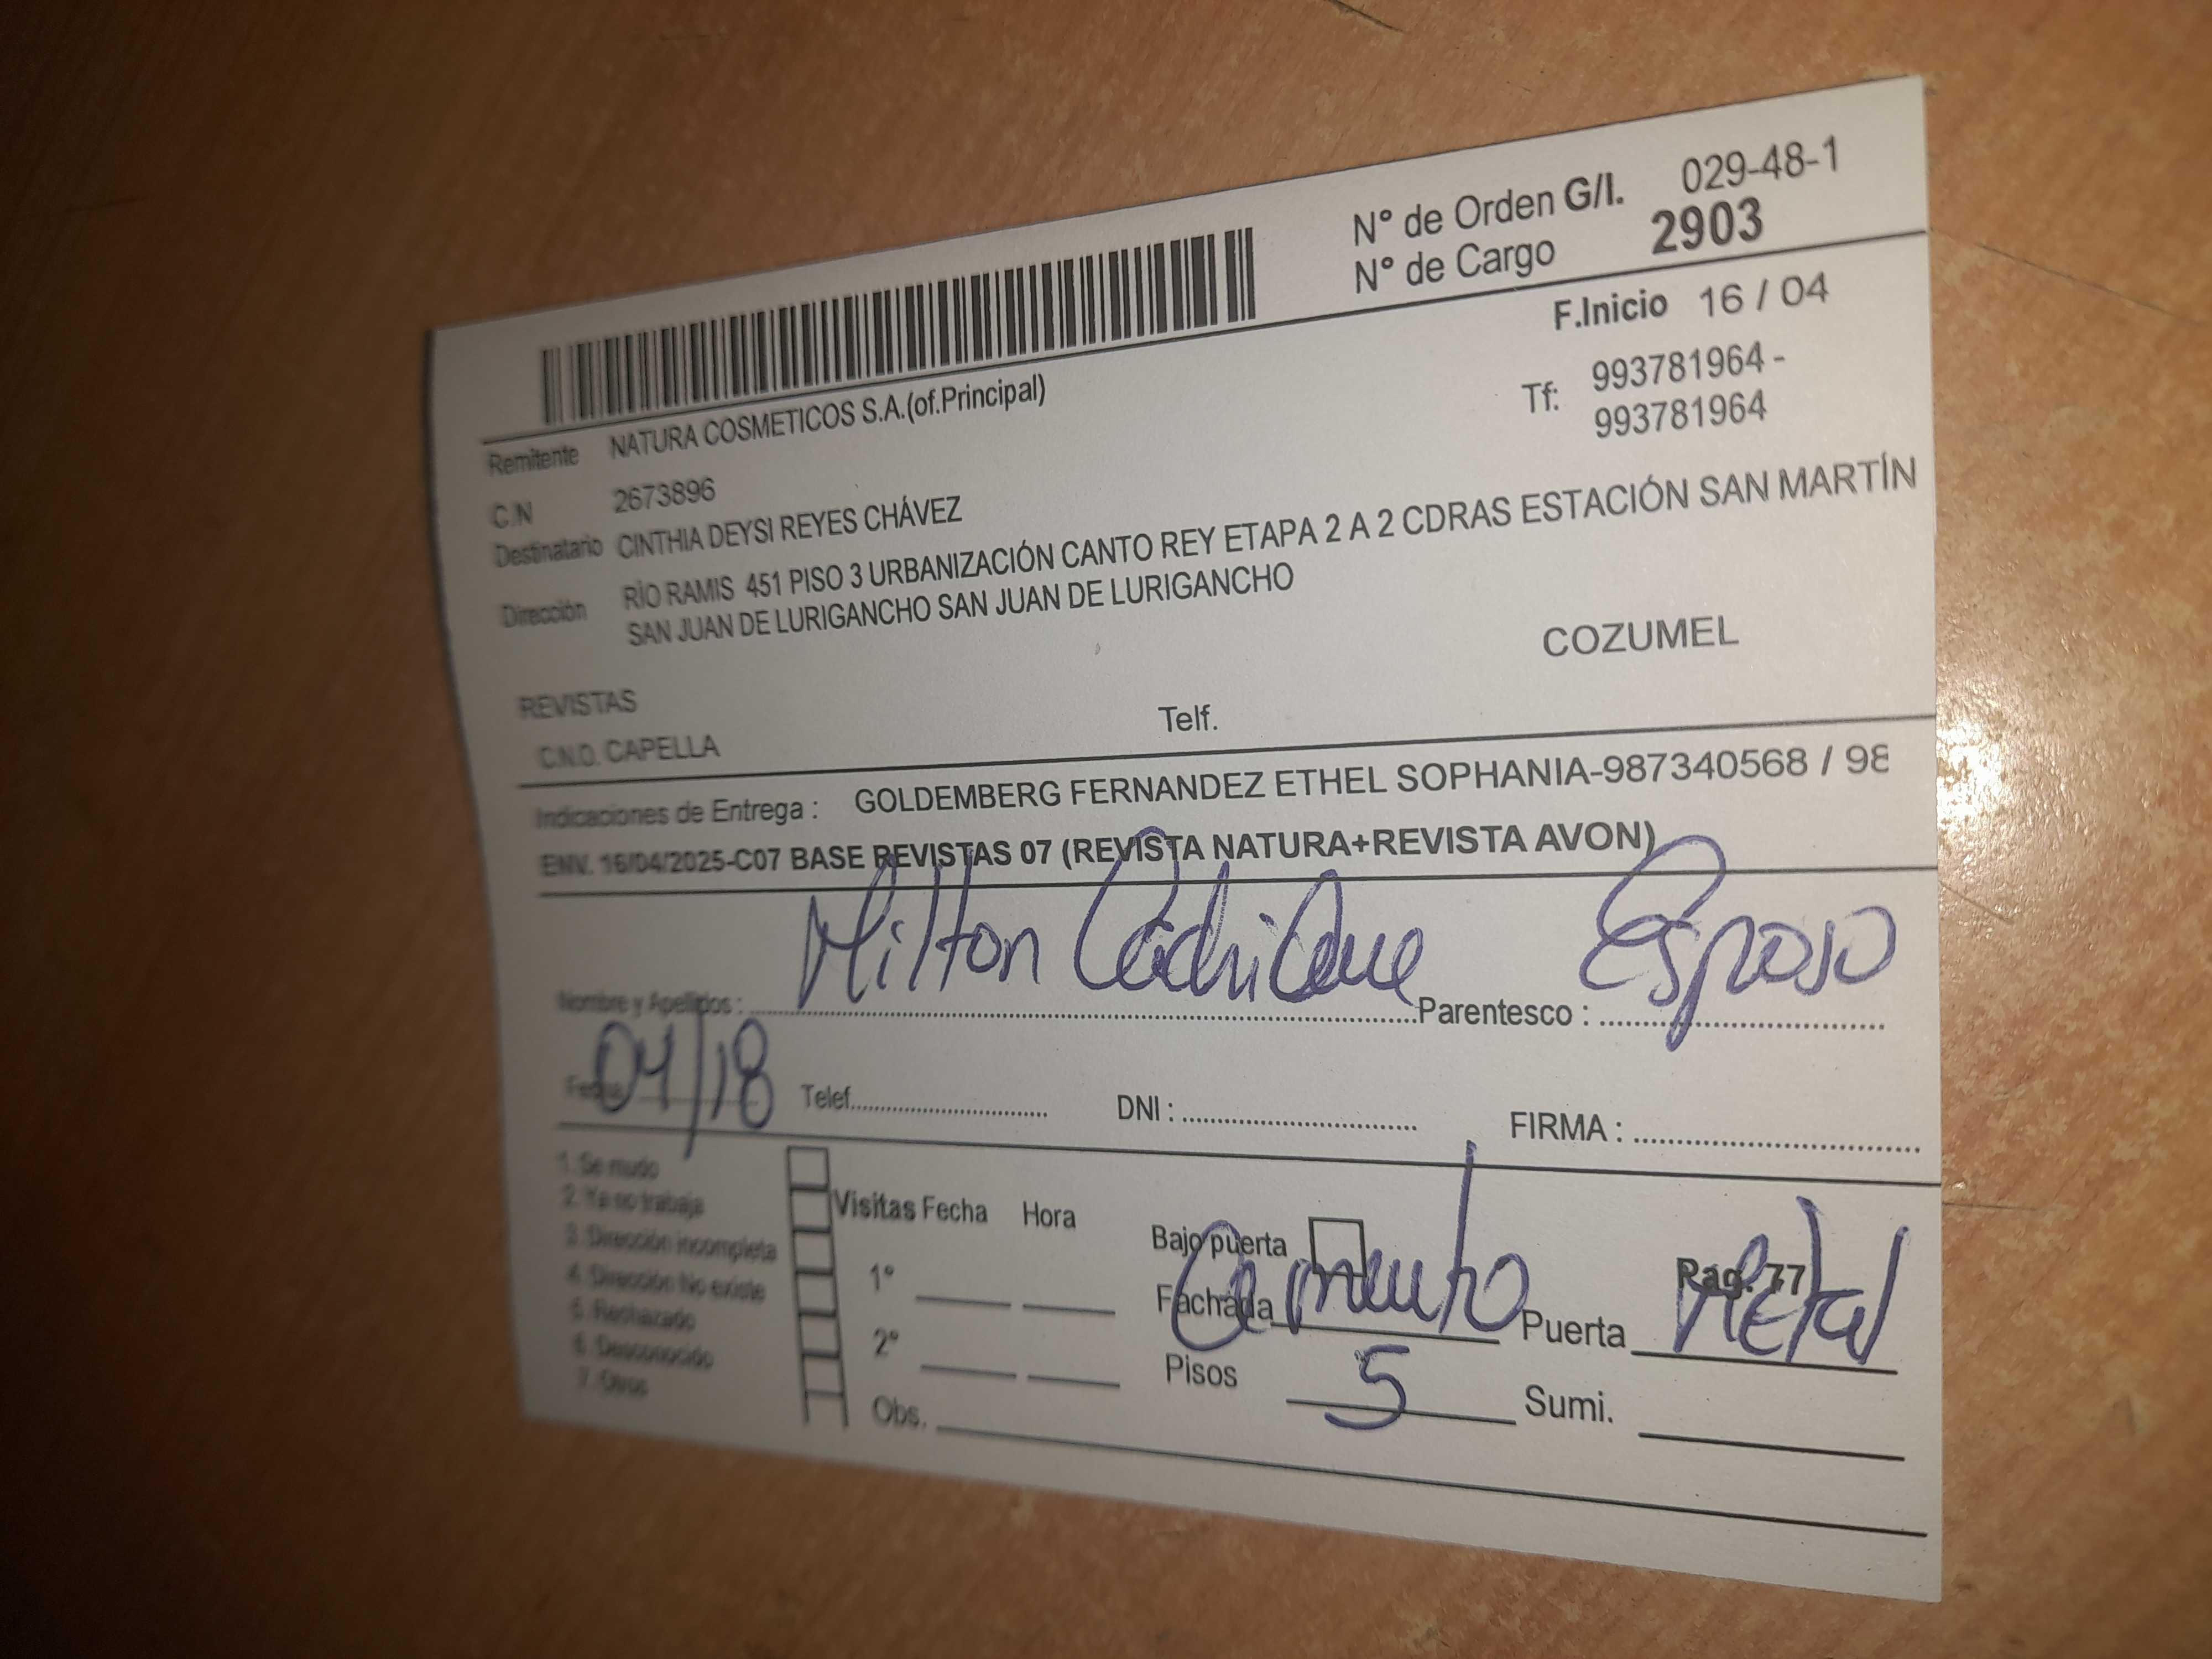 N° de Orden G/I. 029-48-1
N° de Cargo 2903
F.Inicio 16 / 04
Remitente NATURA COSMETICOS S.A.(of.Principal)
Tf: 993781964 -
993781964
C.N 2673896
Destinatario CINTHIA DEYSI REYES CHÁVEZ
Dirección RÍO RAMIS 451 PISO 3 URBANIZACIÓN CANTO REY ETAPA 2 A 2 CDRAS ESTACIÓN SAN MARTÍN
SAN JUAN DE LURIGANCHO SAN JUAN DE LURIGANCHO
COZUMEL
REVISTAS
C.N.O. CAPELLA Telf.
Indicaciones de Entrega : GOLDEMBERG FERNANDEZ ETHEL SOPHANIA-987340568 / 98
ENV. 16/04/2025-C07 BASE REVISTAS 07 (REVISTA NATURA+REVISTA AVON)
Nombre y Apellidos : Milton Parentesco : Esposo
Fecha 04/18 Telef. DNI : FIRMA :
1. Se mudo
2. Ya no trabaja
3. Dirección incompleta
4. Dirección No existe
5. Rechazado
6. Desconocido
7. Otros
Visitas Fecha Hora
1°
2°
Obs.
Bajo puerta
Pag. 77
Fachada Cemento Puerta Metal
Pisos 5 Sumi.